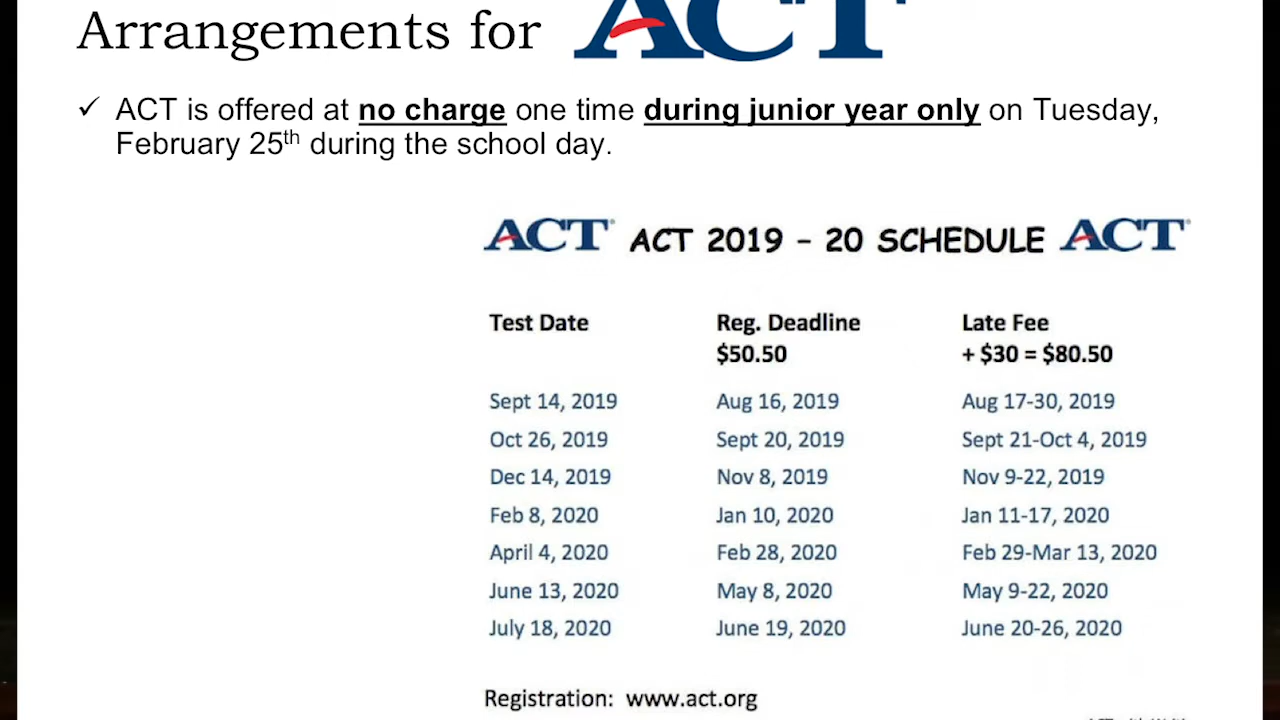 Arrangements for ACT
✓ ACT is offered at no charge one time during junior year only on Tuesday,
February 25th during the school day.
ACT ACT 2019 – 20 SCHEDULE ACT
Test Date Reg. Deadline Late Fee
$50.50 + $30 = $80.50
Sept 14, 2019 Aug 16, 2019 Aug 17-30, 2019
Oct 26, 2019 Sept 20, 2019 Sept 21-Oct 4, 2019
Dec 14, 2019 Nov 8, 2019 Nov 9-22, 2019
Feb 8, 2020 Jan 10, 2020 Jan 11-17, 2020
April 4, 2020 Feb 28, 2020 Feb 29-Mar 13, 2020
June 13, 2020 May 8, 2020 May 9-22, 2020
July 18, 2020 June 19, 2020 June 20-26, 2020
Registration: www.act.org